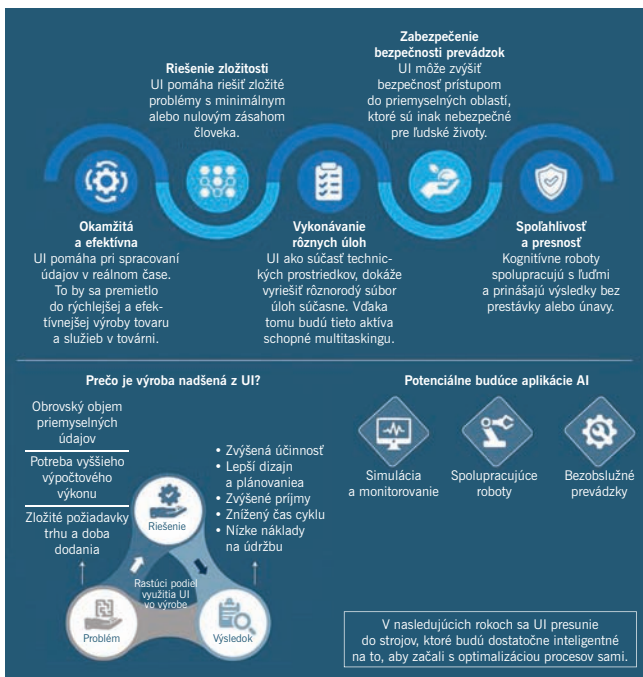 Riešenie zložitosti
UI pomáha riešiť zložité
problémy s minimálnym
alebo nulovým zásahom
človeka.
Zabezpečenie
bezpečnosti prevádzok
UI môže zvýšiť
bezpečnosť prístupom
do priemyselných oblastí,
ktoré sú inak nebezpečné
pre ľudské životy.
Okamžitá
a efektívna
UI pomáha pri spracovaní
údajov v reálnom čase.
To by sa premietlo
do rýchlejšej a efek-
tívnejšej výroby tovaru
a služieb v továrni.
Vykonávanie
rôznych úloh
UI ako súčasť technic-
kých prostriedkov, dokáže
vyriešiť rôznorodý súbor
úloh súčasne. Vďaka
tomu budú tieto aktíva
schopné multitaskingu.
Spoľahlivosť
a presnosť
Kognitívne roboty
spolupracujú s ľuďmi
a prinášajú výsledky bez
prestávky alebo únavy.
Prečo je výroba nadšená z UI?
Obrovský objem
priemyselných
údajov
Potreba vyššieho
výpočtového
výkonu
Zložité požiadavky
trhu a doba
dodania
• Zvýšená účinnosť
• Lepší dizajn
a plánovaniea
• Zvýšené príjmy
• Znížený čas cyklu
• Nízke náklady
na údržbu
Riešenie
Rastúci podiel
využitia UI
vo výrobe
Problém
Výsledok
Potenciálne budúce aplikácie AI
Simulácia
a monitorovanie
Spolupracujúce
roboty
Bezobslužné
prevádzky
V nasledujúcich rokoch sa UI presunie
do strojov, ktoré budú dostatočne inteligentné
na to, aby začali s optimalizáciou procesov sami.